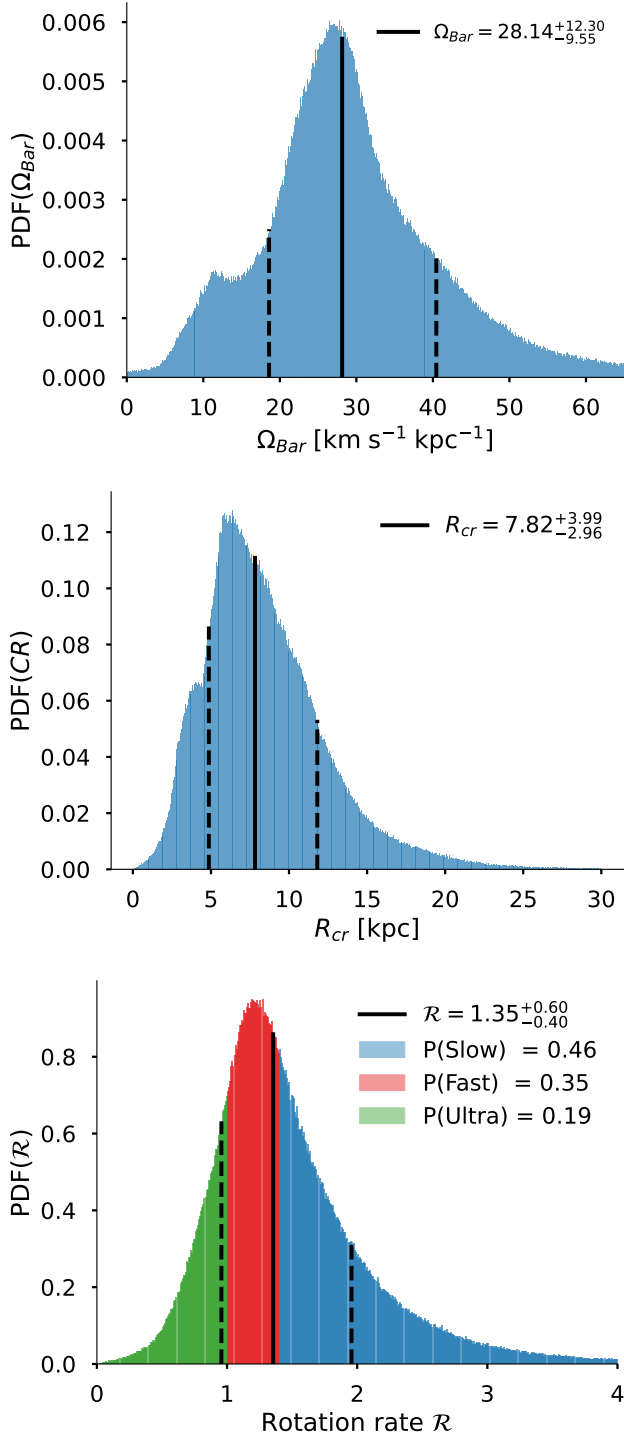 Ω_Bar = 28.14^{+12.30}_{−9.55}
0.006
0.005
0.004
0.003
0.002
0.001
0.000
PDF(Ω_Bar)
0 10 20 30 40 50 60
Ω_Bar [km s⁻¹ kpc⁻¹]
R_cr = 7.82^{+3.99}_{−2.96}
0.12
0.10
0.08
0.06
0.04
0.02
0.00
PDF(CR)
0 5 10 15 20 25 30
R_cr [kpc]
ℛ = 1.35^{+0.60}_{−0.40}
P(Slow) = 0.46
P(Fast) = 0.35
P(Ultra) = 0.19
0.8
0.6
0.4
0.2
0.0
PDF(ℛ)
0 1 2 3 4
Rotation rate ℛ